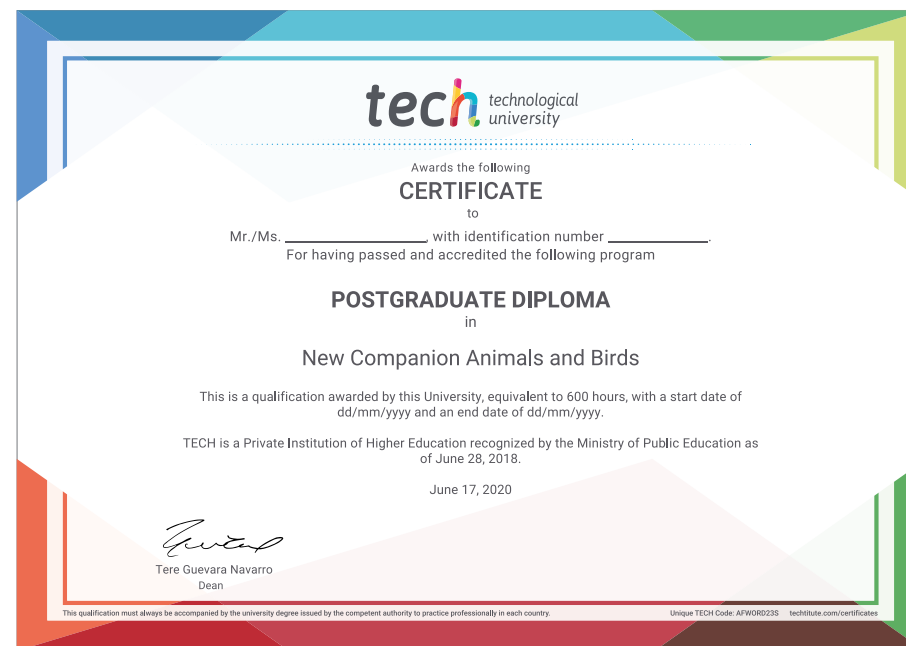 tech technological
university
Awards the following
CERTIFICATE
to
Mr./Ms. ____________, with identification number ____________.
For having passed and accredited the following program
POSTGRADUATE DIPLOMA
in
New Companion Animals and Birds
This is a qualification awarded by this University, equivalent to 600 hours, with a start date of
dd/mm/yyyy and an end date of dd/mm/yyyy.
TECH is a Private Institution of Higher Education recognized by the Ministry of Public Education as
of June 28, 2018.
June 17, 2020
Tere Guevara Navarro
Dean
This qualification must always be accompanied by the university degree issued by the competent authority to practice professionally in each country.
Unique TECH Code: AFWORD23S techtitute.com/certificates